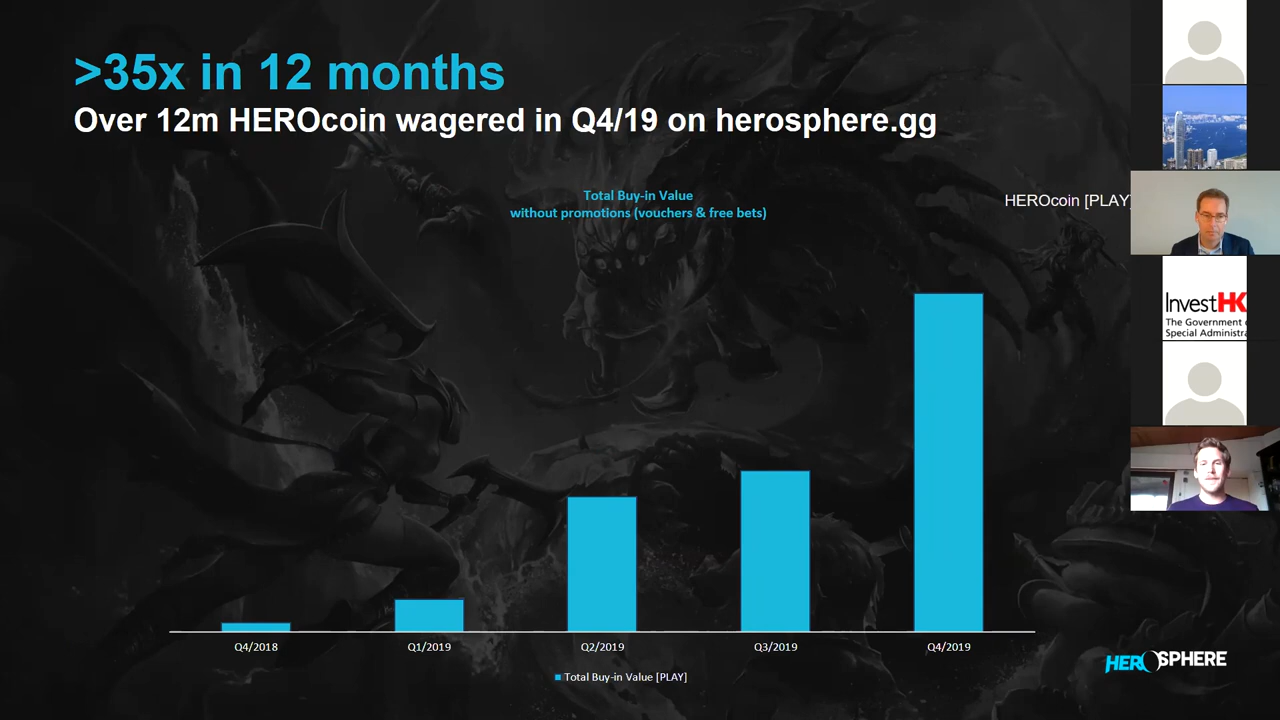 >35x in 12 months
Over 12m HEROcoin wagered in Q4/19 on herosphere.gg
Total Buy-in Value
without promotions (vouchers & free bets)
HEROcoin [PLAY]
InvestHK
The Government
Special Administra
Q4/2018
Q1/2019
Q2/2019
Q3/2019
Q4/2019
Total Buy-in Value [PLAY]
HEROSPHERE